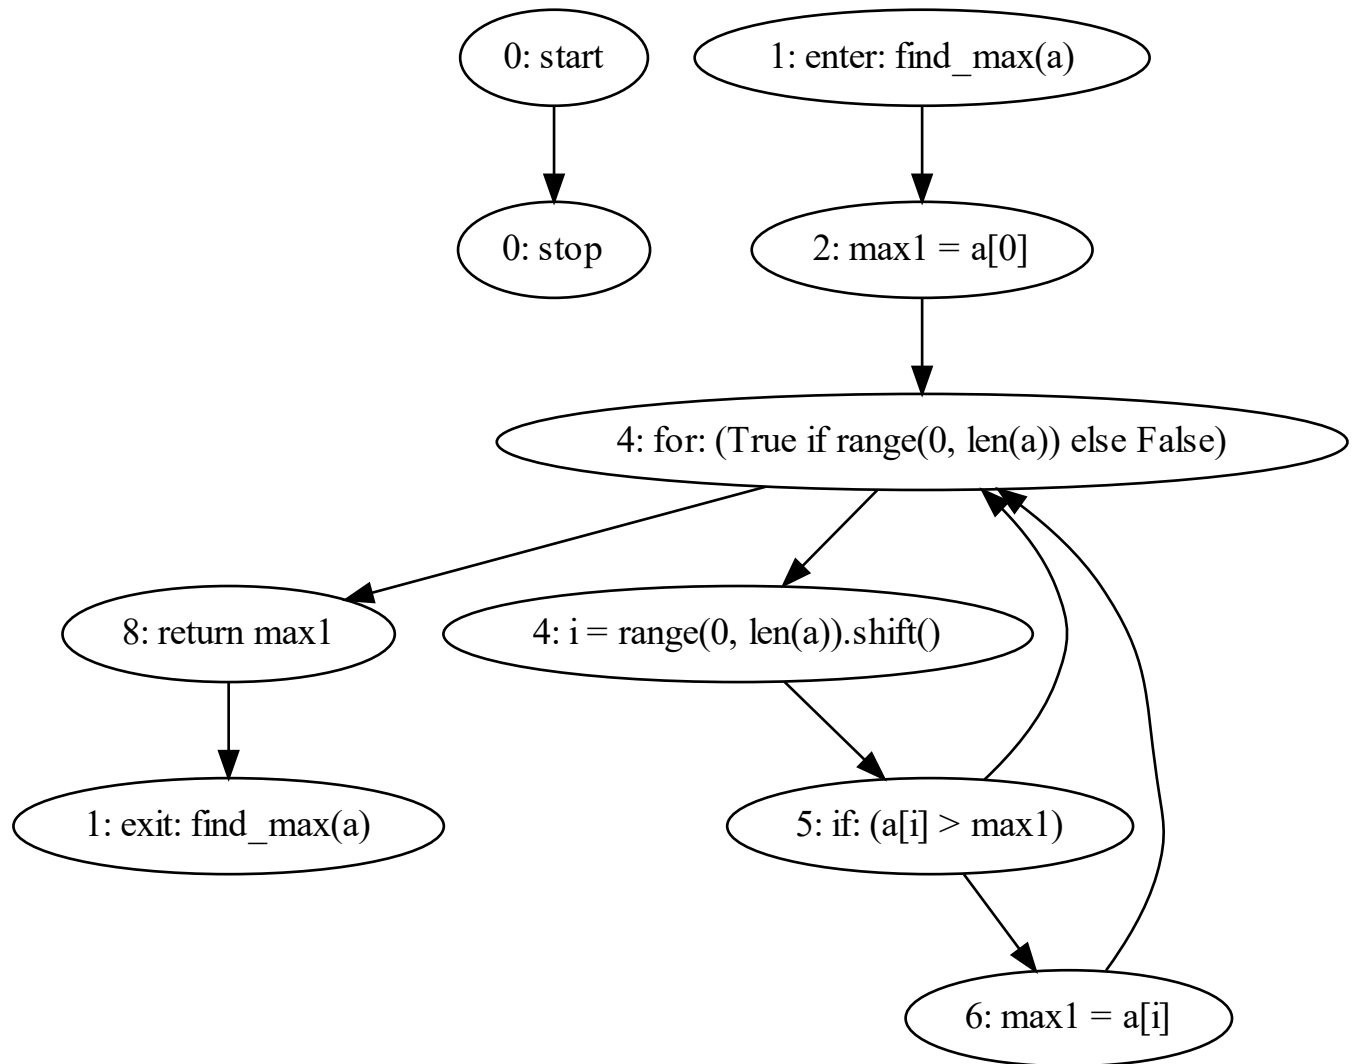 0: start
1: enter: find_max(a)
0: stop
2: max1 = a[0]
4: for: (True if range(0, len(a)) else False)
8: return max1
4: i = range(0, len(a)).shift()
1: exit: find_max(a)
5: if: (a[i] > max1)
6: max1 = a[i]